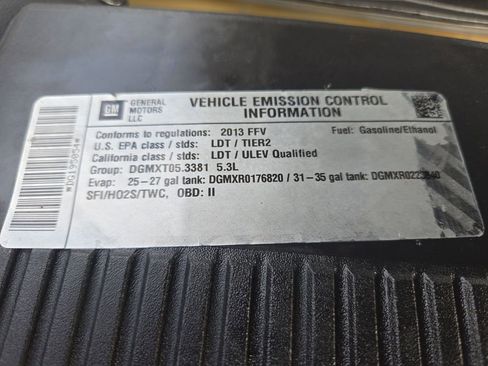 GM
GENERAL
MOTORS
LLC
VEHICLE EMISSION CONTROL
INFORMATION
Conforms to regulations: 2013 FFV Fuel: Gasoline/Ethanol
U.S. EPA class / stds: LDT / TIER2
California class / stds: LDT / ULEV Qualified
Group: DGMXT05.3381 5.3L
Evap: 25-27 gal tank: DGMXR0176820 / 31-35 gal tank:
SFI/HO2S/TWC, OBD: II